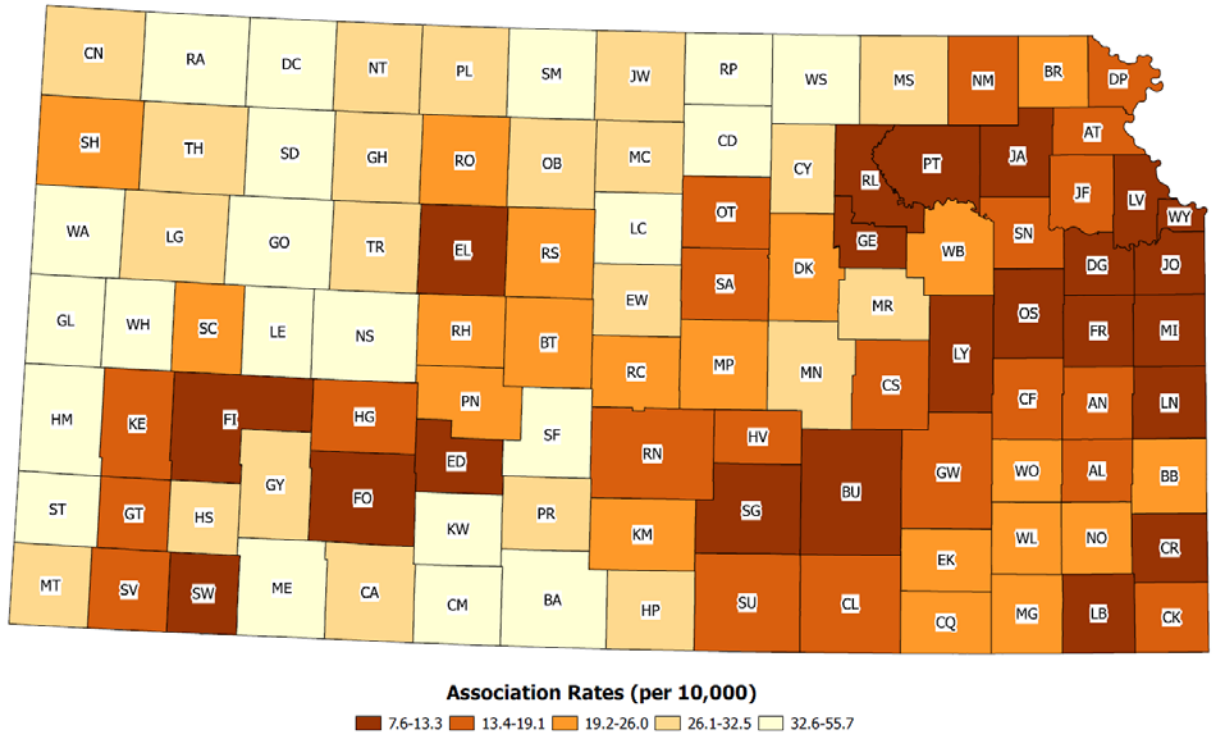 CN RA DC NT PL SM JW RP WS MS NM BR DP
SH TH SD GH RO OB MC CD CY RL PT JA AT
JF LV WY
WA LG GO TR EL RS LC OT DK GE WB SN DG JO
SA
GL WH SC LE NS RH BT EW MR LY OS FR MI
HM KE FI HG PN RC MP MN CS CF AN LN
SF
ED RN HV GW WO AL BB
ST GT HS GY FO KW PR KM SG BU WL NO CR
EK
MT SV SW ME CA CM BA HP SU CL CQ MG LB CK
Association Rates (per 10,000)
7.6-13.3 13.4-19.1 19.2-26.0 26.1-32.5 32.6-55.7